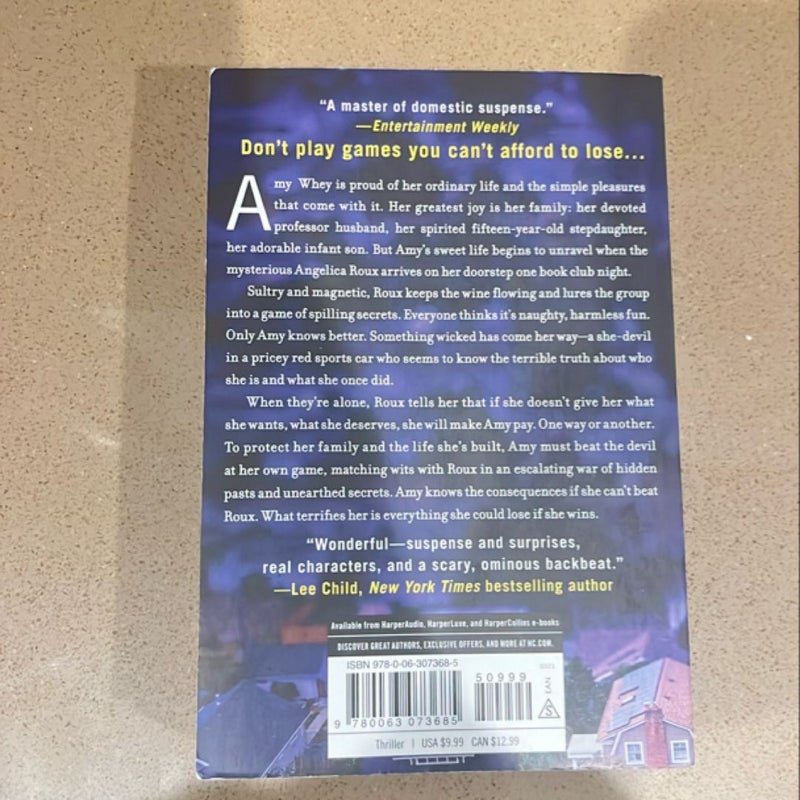 “A master of domestic suspense.”
—Entertainment Weekly
Don’t play games you can’t afford to lose...
Amy Whey is proud of her ordinary life and the simple pleasures
that come with it. Her greatest joy is her family: her devoted
professor husband, her spirited fifteen-year-old stepdaughter,
her adorable infant son. But Amy’s sweet life begins to unravel when the
mysterious Angelica Roux arrives on her doorstep one book club night.
Sultry and magnetic, Roux keeps the wine flowing and lures the group
into a game of spilling secrets. Everyone thinks it’s naughty, harmless fun.
Only Amy knows better. Something wicked has come her way—a she-devil
in a pricey red sports car who seems to know the terrible truth about who
she is and what she once did.
When they’re alone, Roux tells her that if she doesn’t give her what
she wants, what she deserves, she will make Amy pay. One way or another.
To protect her family and the life she’s built, Amy must beat the devil
at her own game, matching wits with Roux in an escalating war of hidden
pasts and unearthed secrets. Amy knows the consequences if she can’t beat
Roux. What terrifies her is everything she could lose if she wins.
“Wonderful—suspense and surprises,
real characters, and a scary, ominous backbeat.”
—Lee Child, New York Times bestselling author
Available from HarperAudio, HarperLuxe, and HarperCollins e-books
DISCOVER GREAT AUTHORS, EXCLUSIVE OFFERS, AND MORE AT HC.COM.
ISBN 978-0-06-307368-5
50999
EAN
S
9 780063 073685
Thriller | USA $9.99 CAN $12.99